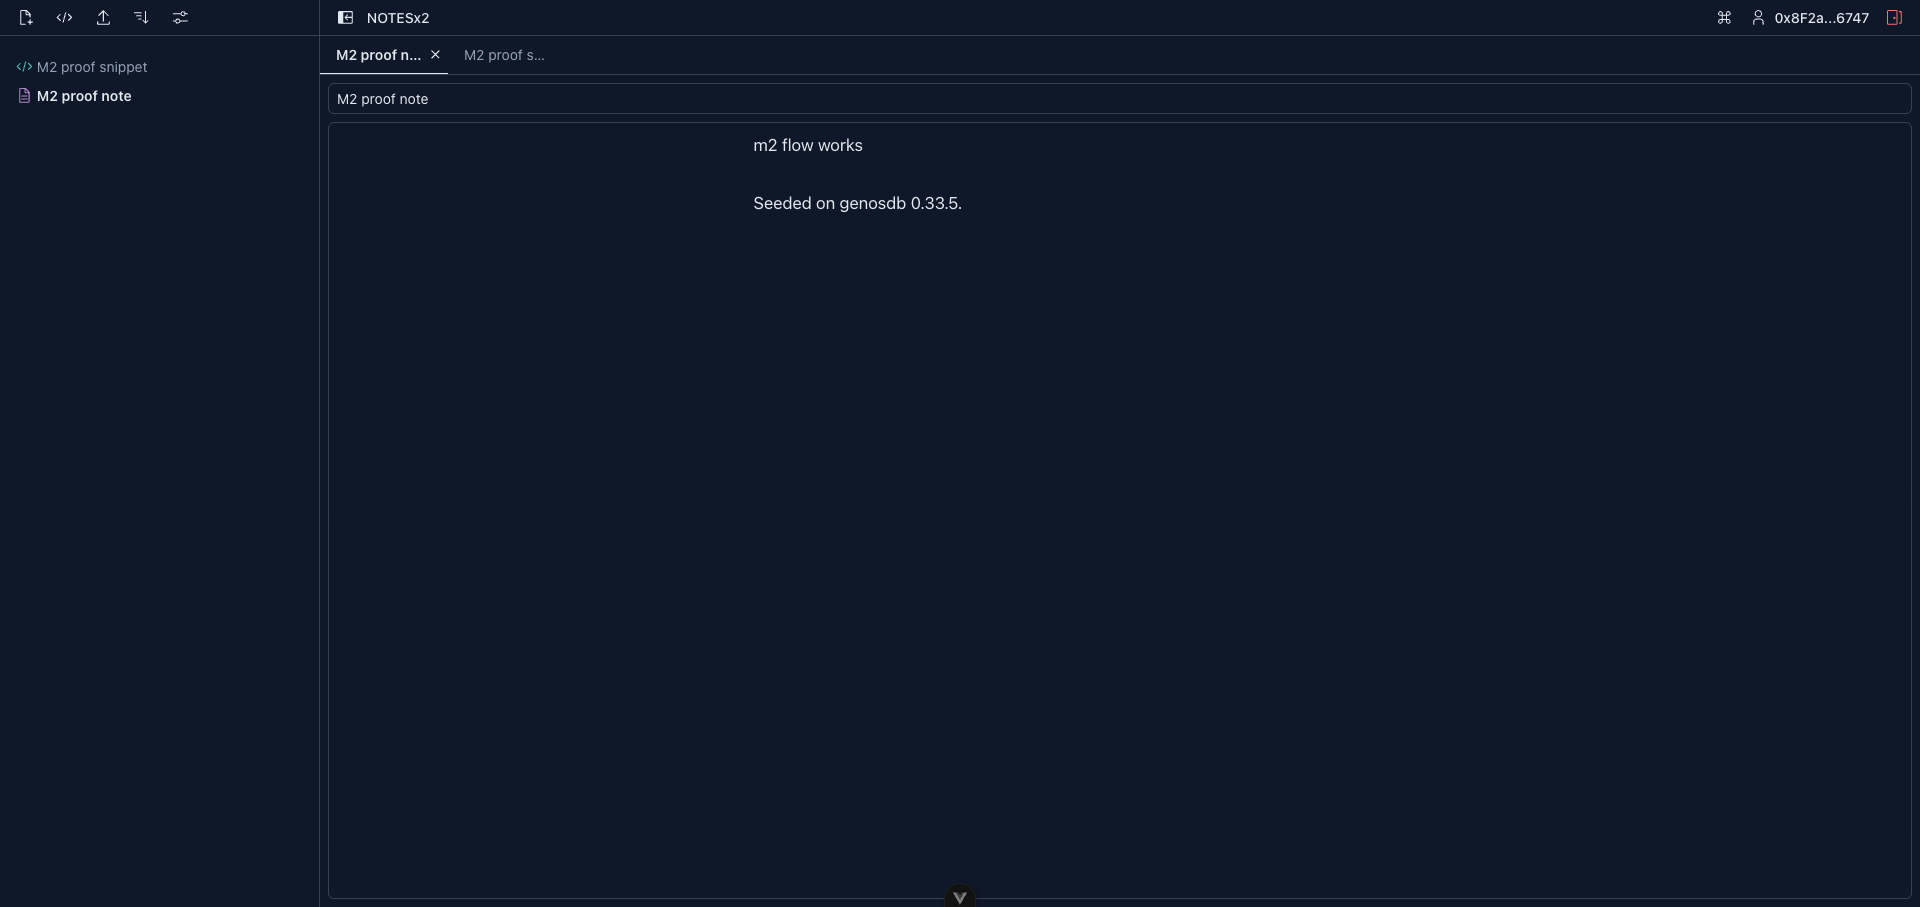 NOTESx2
0x8F2a...6747
M2 proof snippet
M2 proof note
M2 proof n...
M2 proof s...
M2 proof note
m2 flow works
Seeded on genosdb 0.33.5.